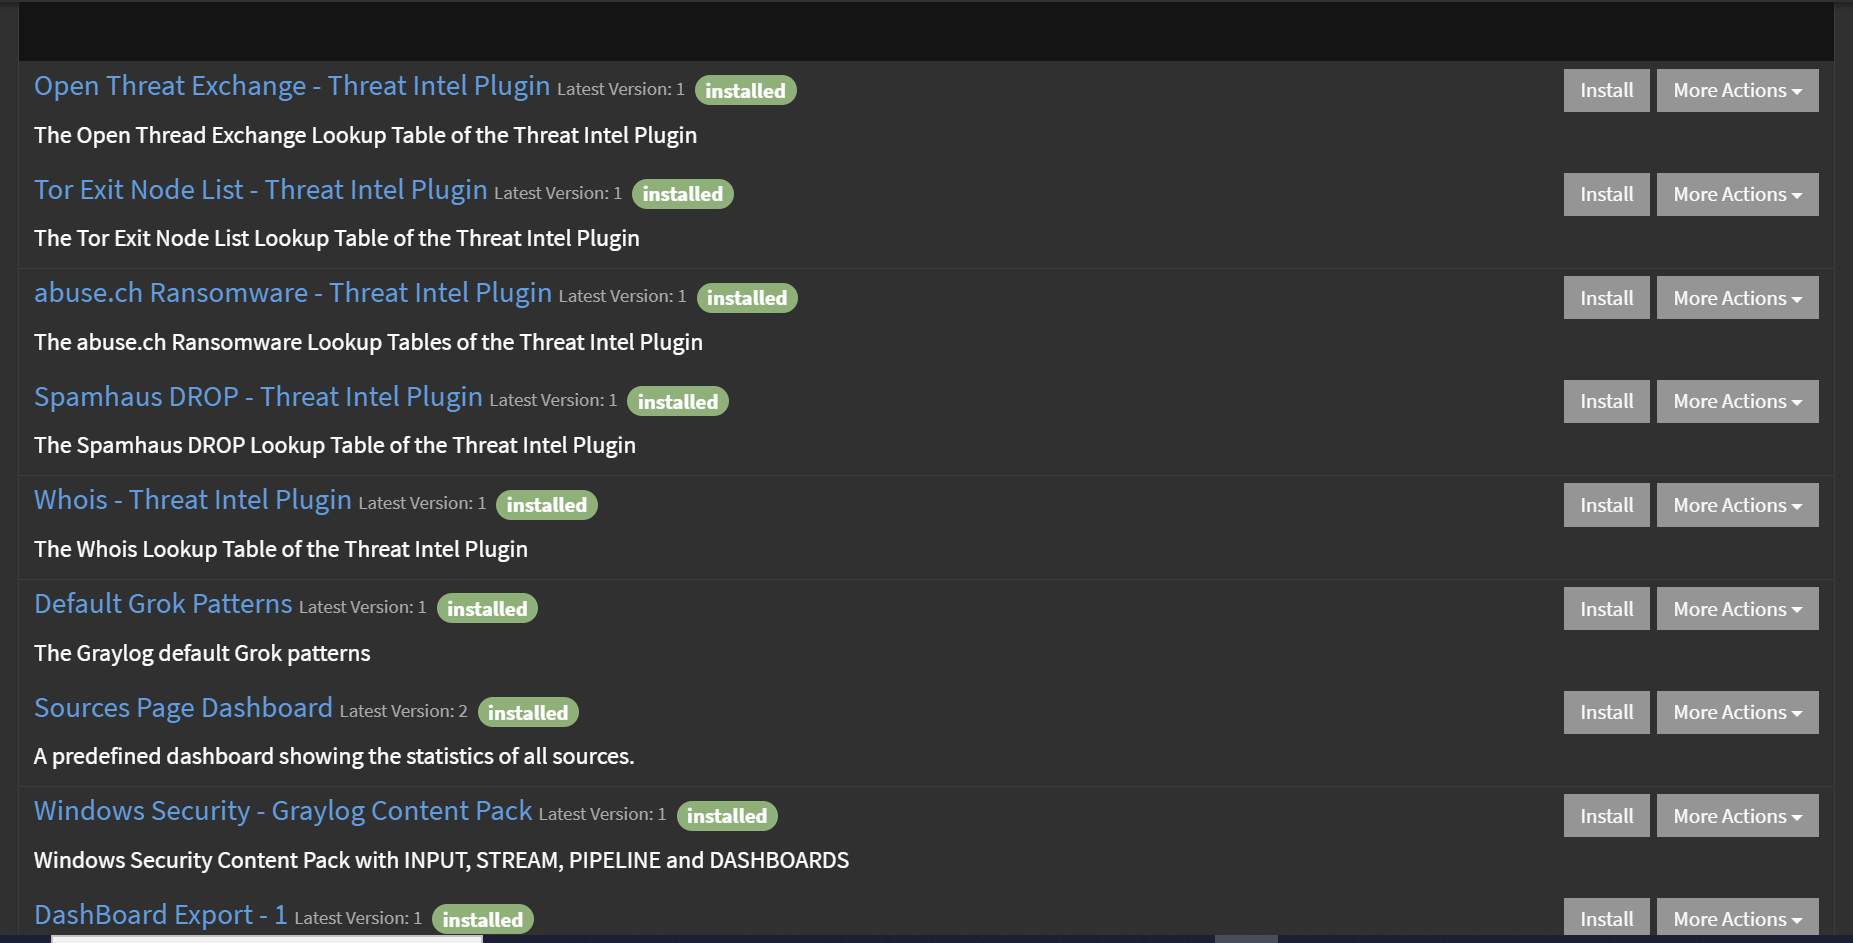 Open Threat Exchange - Threat Intel Plugin Latest Version: 1 installed Install More Actions
The Open Thread Exchange Lookup Table of the Threat Intel Plugin
Tor Exit Node List - Threat Intel Plugin Latest Version: 1 installed Install More Actions
The Tor Exit Node List Lookup Table of the Threat Intel Plugin
abuse.ch Ransomware - Threat Intel Plugin Latest Version: 1 installed Install More Actions
The abuse.ch Ransomware Lookup Tables of the Threat Intel Plugin
Spamhaus DROP - Threat Intel Plugin Latest Version: 1 installed Install More Actions
The Spamhaus DROP Lookup Table of the Threat Intel Plugin
Whois - Threat Intel Plugin Latest Version: 1 installed Install More Actions
The Whois Lookup Table of the Threat Intel Plugin
Default Grok Patterns Latest Version: 1 installed Install More Actions
The Graylog default Grok patterns
Sources Page Dashboard Latest Version: 2 installed Install More Actions
A predefined dashboard showing the statistics of all sources.
Windows Security - Graylog Content Pack Latest Version: 1 installed Install More Actions
Windows Security Content Pack with INPUT, STREAM, PIPELINE and DASHBOARDS
DashBoard Export - 1 Latest Version: 1 installed Install More Actions